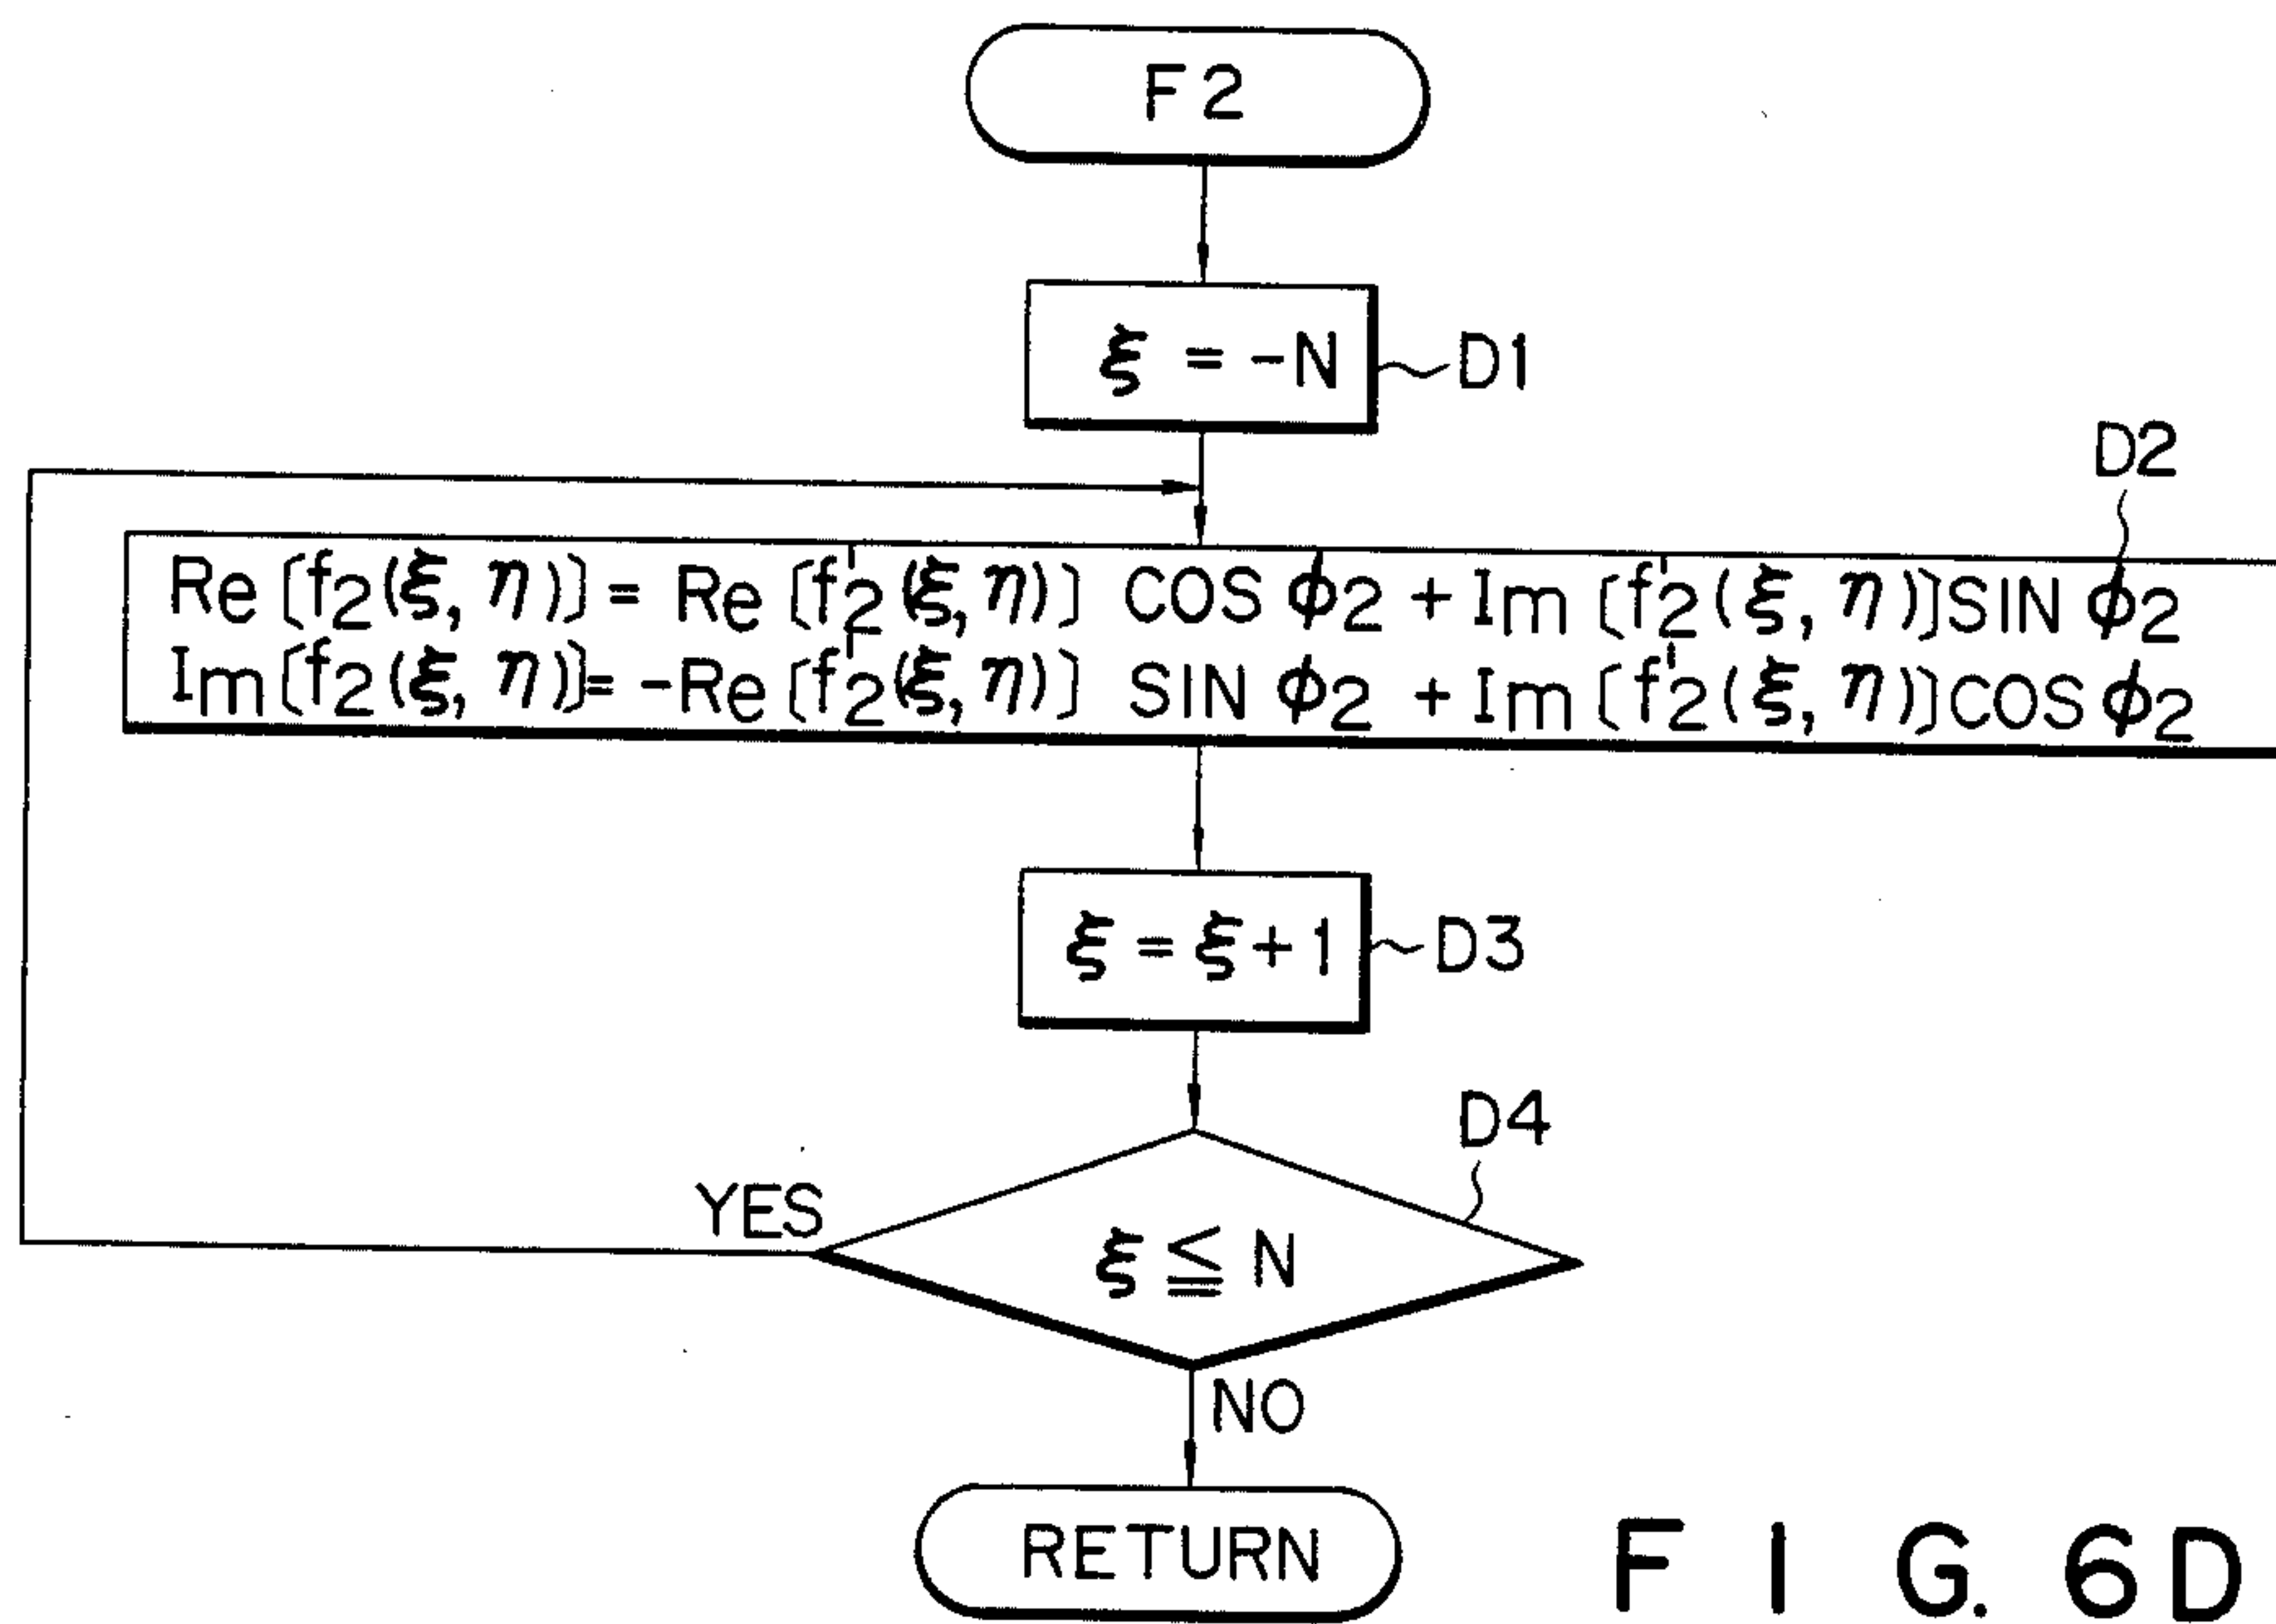 F2
ξ = -N
D1
D2
Re[f2(ξ, η)] = Re[f'2(ξ, η)] COS ϕ2 + Im[f'2(ξ, η)]SIN ϕ2
Im[f2(ξ, η)] = -Re[f'2(ξ, η)] SIN ϕ2 + Im[f'2(ξ, η)]COS ϕ2
ξ = ξ + 1
D3
D4
YES
ξ ≦ N
NO
RETURN
FIG. 6D